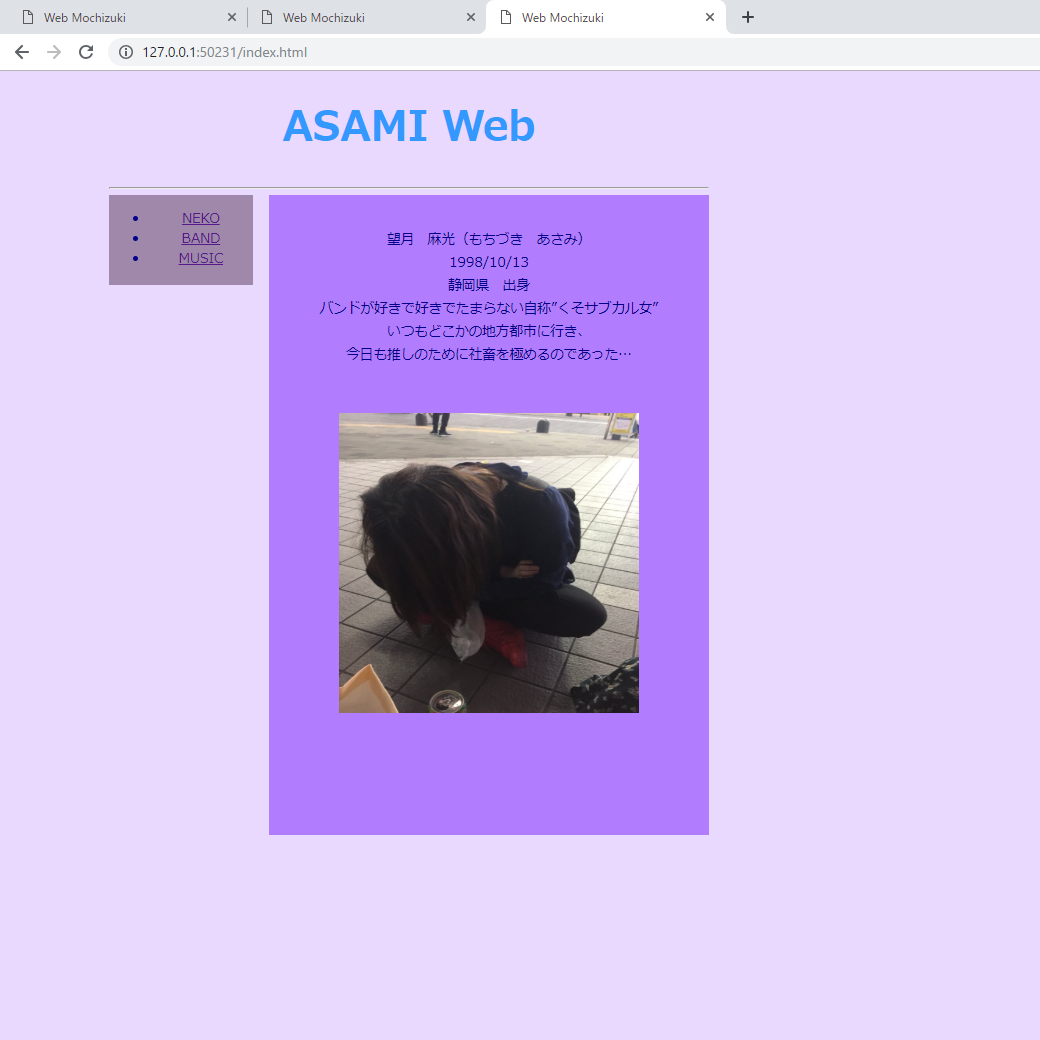 Web Mochizuki
Web Mochizuki
Web Mochizuki
127.0.0.1:50231/index.html
ASAMI Web
NEKO
BAND
MUSIC
望月　麻光（もちづき　あさみ）
1998/10/13
静岡県　出身
バンドが好きで好きでたまらない自称”くそサブカル女”
いつもどこかの地方都市に行き、
今日も推しのために社畜を極めるのであった…